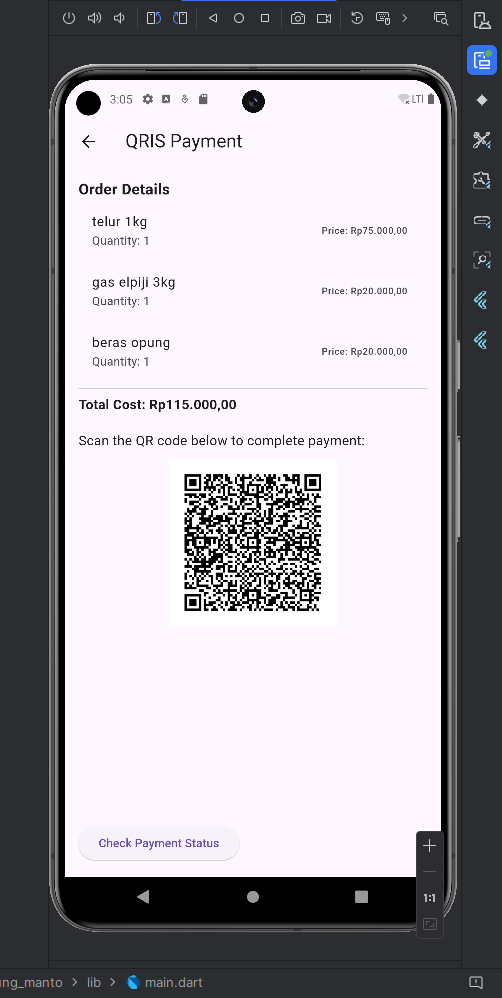 3:05
LTE
QRIS Payment
Order Details
telur 1kg
Quantity: 1
Price: Rp75.000,00
gas elpiji 3kg
Quantity: 1
Price: Rp20.000,00
beras opung
Quantity: 1
Price: Rp20.000,00
Total Cost: Rp115.000,00
Scan the QR code below to complete payment:
Check Payment Status
1:1
ng_manto > lib > main.dart